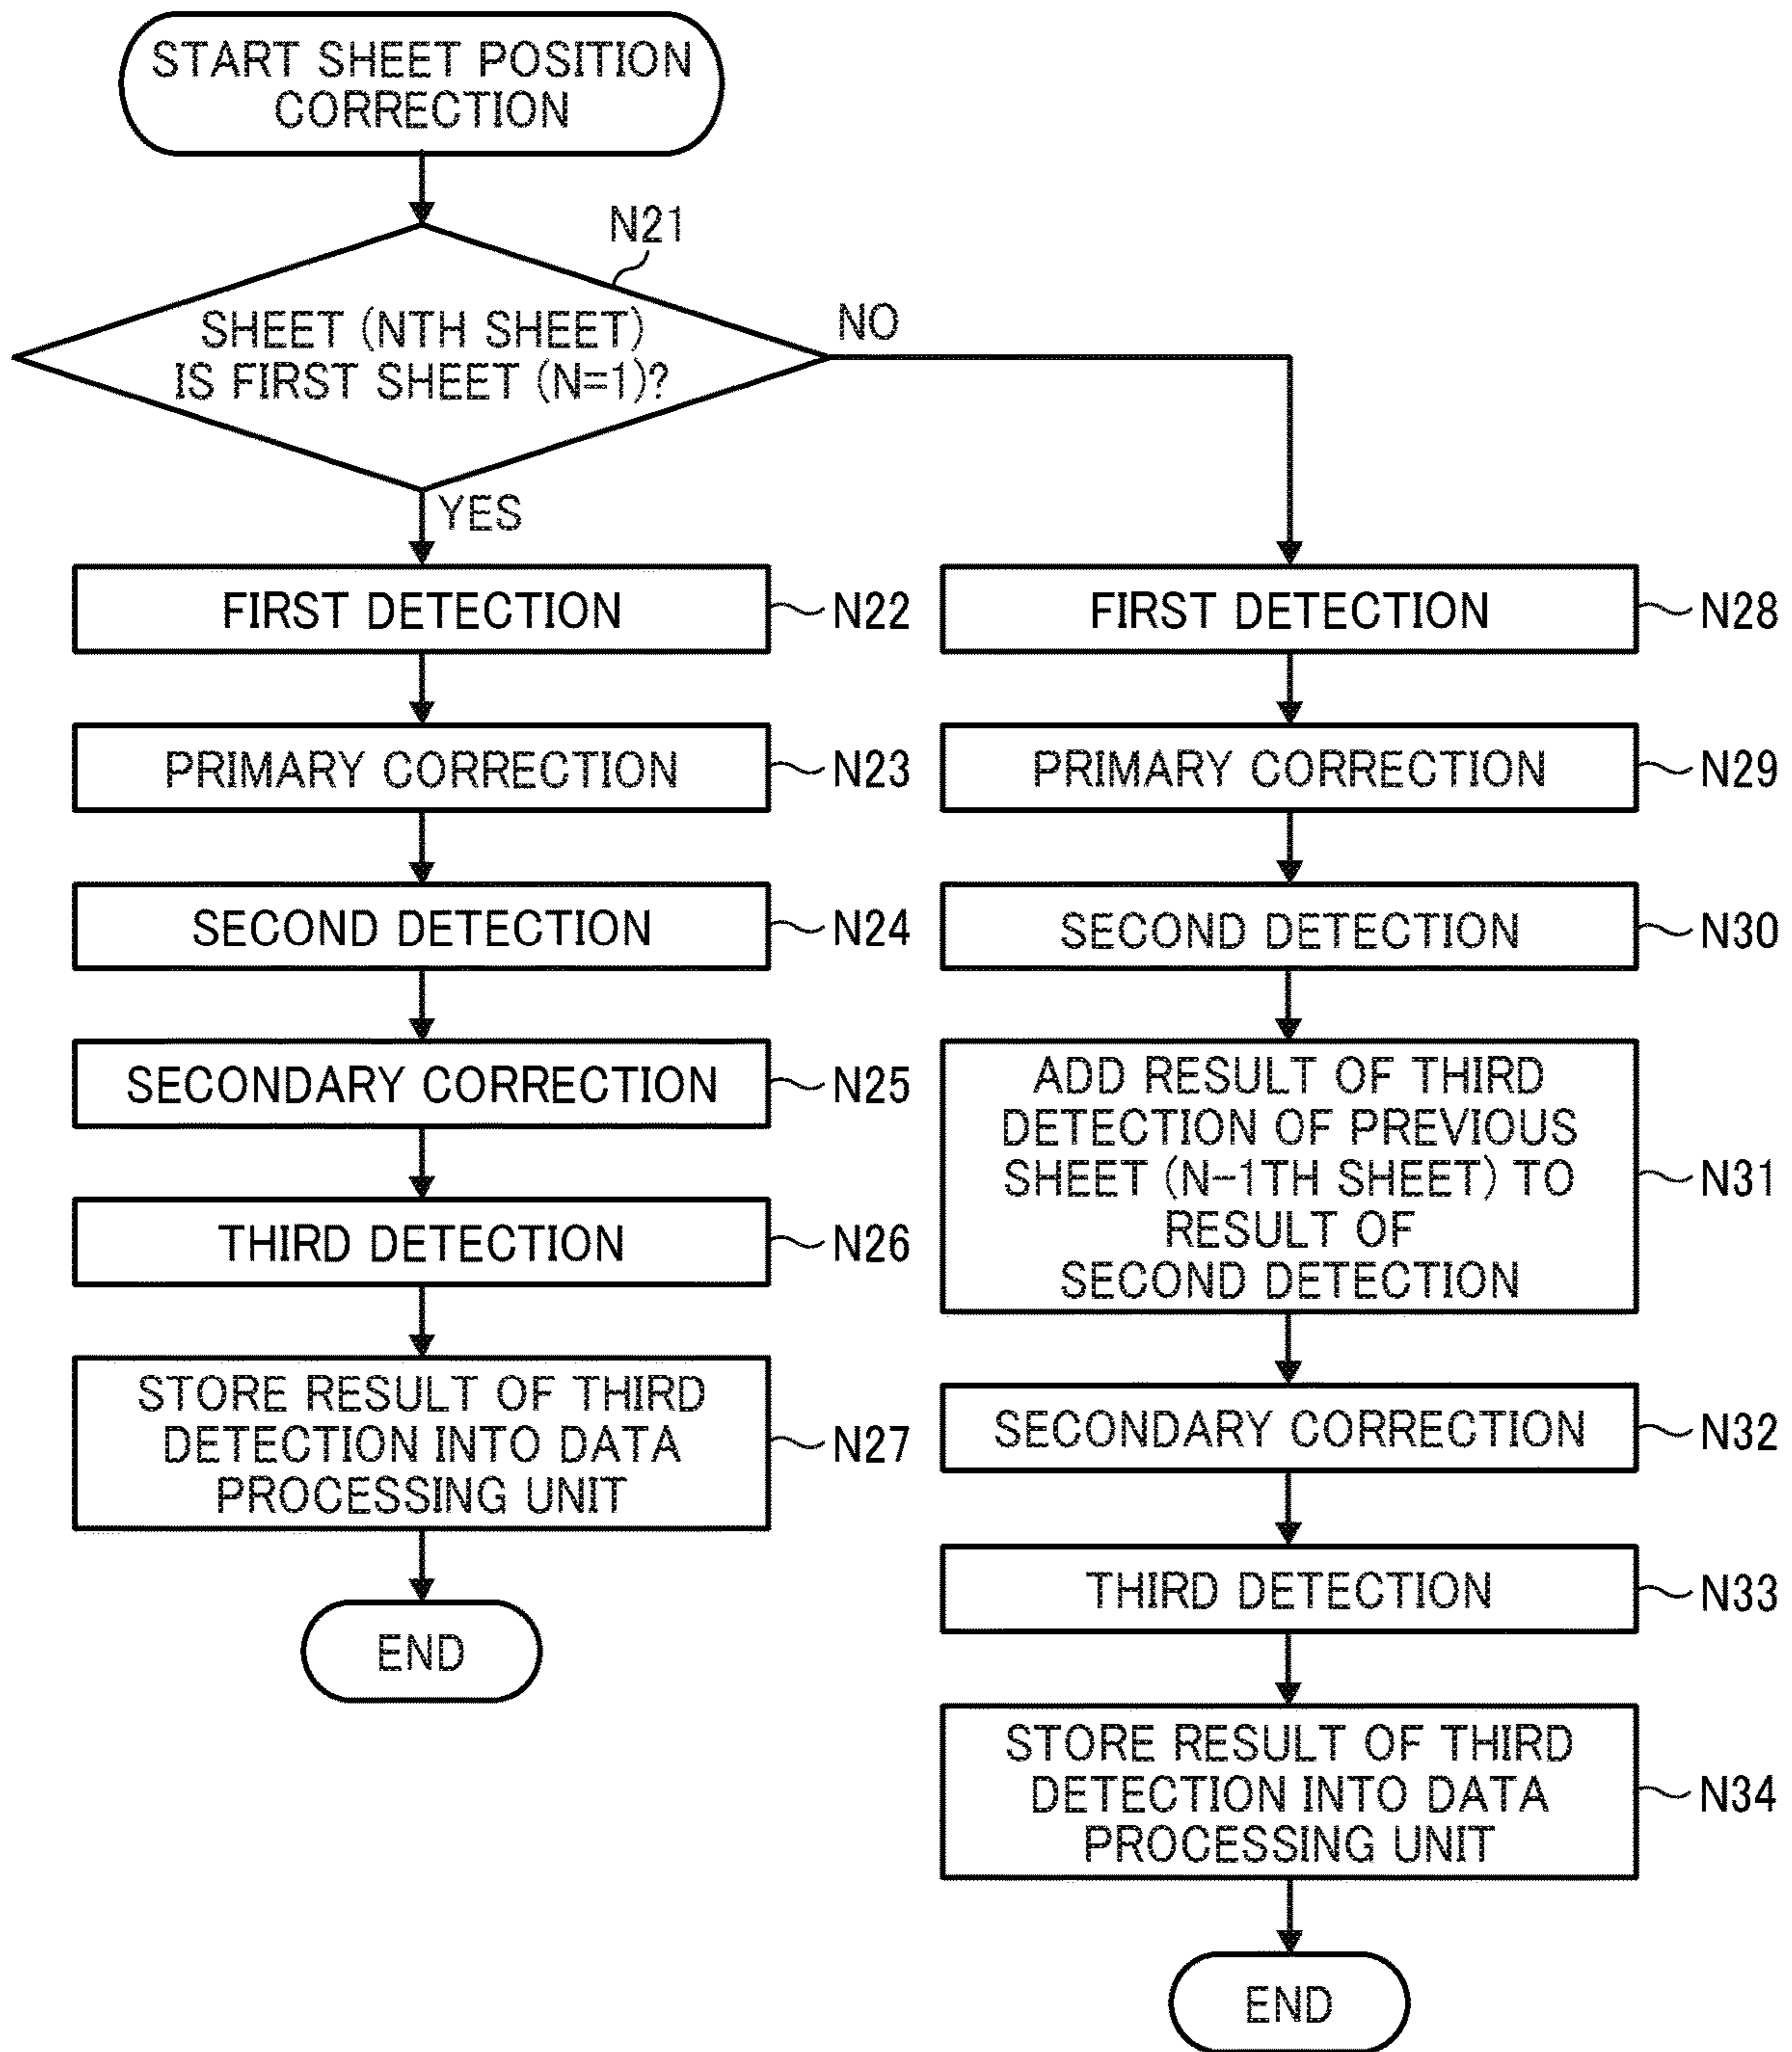 START SHEET POSITION
CORRECTION
N21
SHEET (NTH SHEET)
IS FIRST SHEET (N=1)?
NO
YES
FIRST DETECTION
N22
PRIMARY CORRECTION
N23
SECOND DETECTION
N24
SECONDARY CORRECTION
N25
THIRD DETECTION
N26
STORE RESULT OF THIRD
DETECTION INTO DATA
PROCESSING UNIT
N27
END
FIRST DETECTION
N28
PRIMARY CORRECTION
N29
SECOND DETECTION
N30
ADD RESULT OF THIRD
DETECTION OF PREVIOUS
SHEET (N-1TH SHEET) TO
RESULT OF
SECOND DETECTION
N31
SECONDARY CORRECTION
N32
THIRD DETECTION
N33
STORE RESULT OF THIRD
DETECTION INTO DATA
PROCESSING UNIT
N34
END